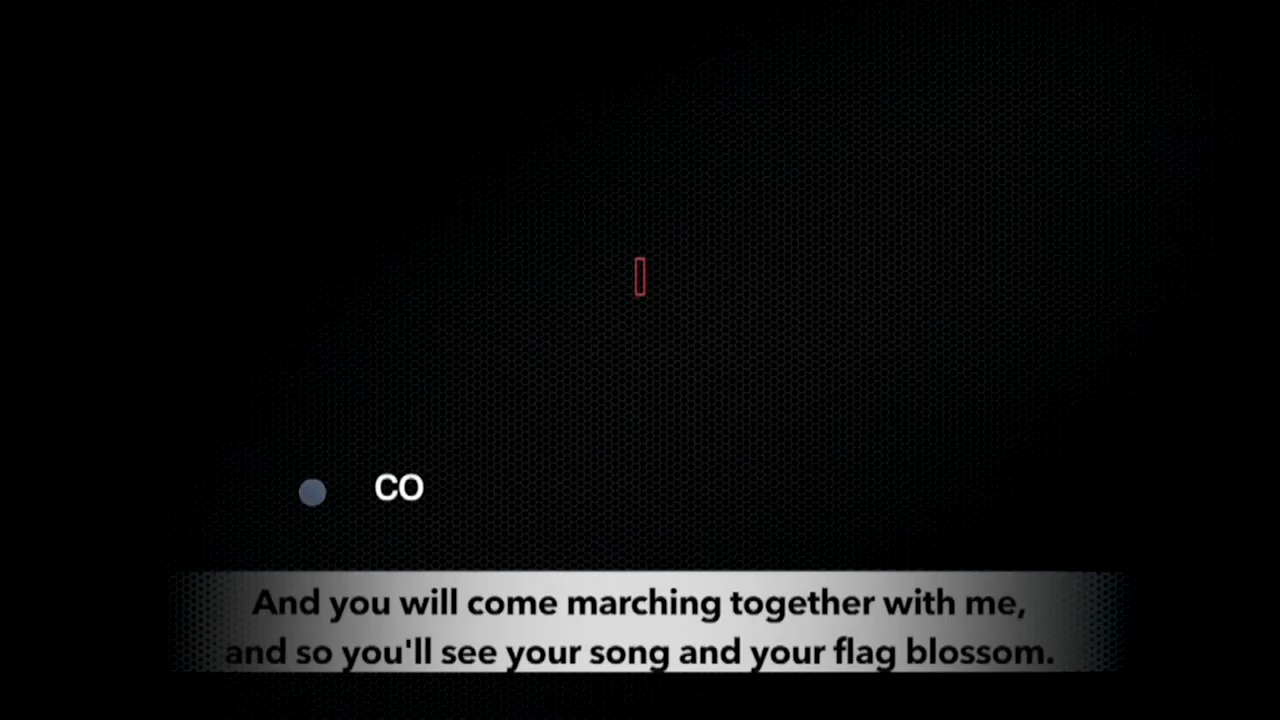 CO
And you will come marching together with me,
and so you'll see your song and your flag blossom.